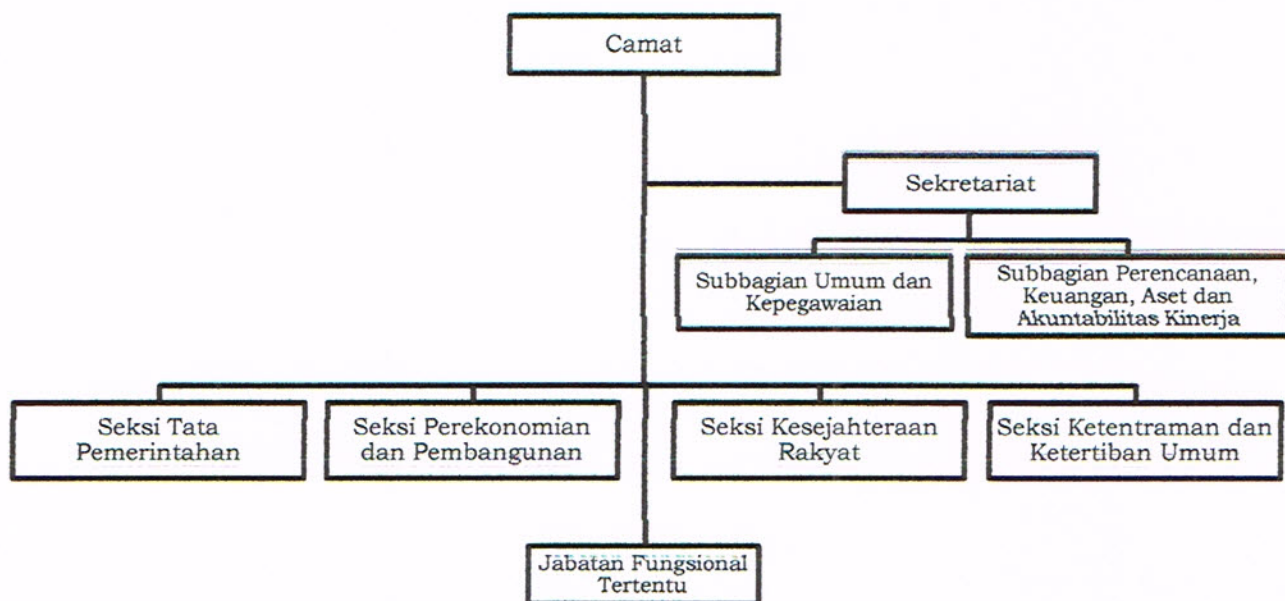 Camat
Sekretariat
Subbagian Umum dan
Kepegawaian
Subbagian Perencanaan,
Keuangan, Aset dan
Akuntabilitas Kinerja
Seksi Tata
Pemerintahan
Seksi Perekonomian
dan Pembangunan
Seksi Kesejahteraan
Rakyat
Seksi Ketentraman dan
Ketertiban Umum
Jabatan Fungsional
Tertentu